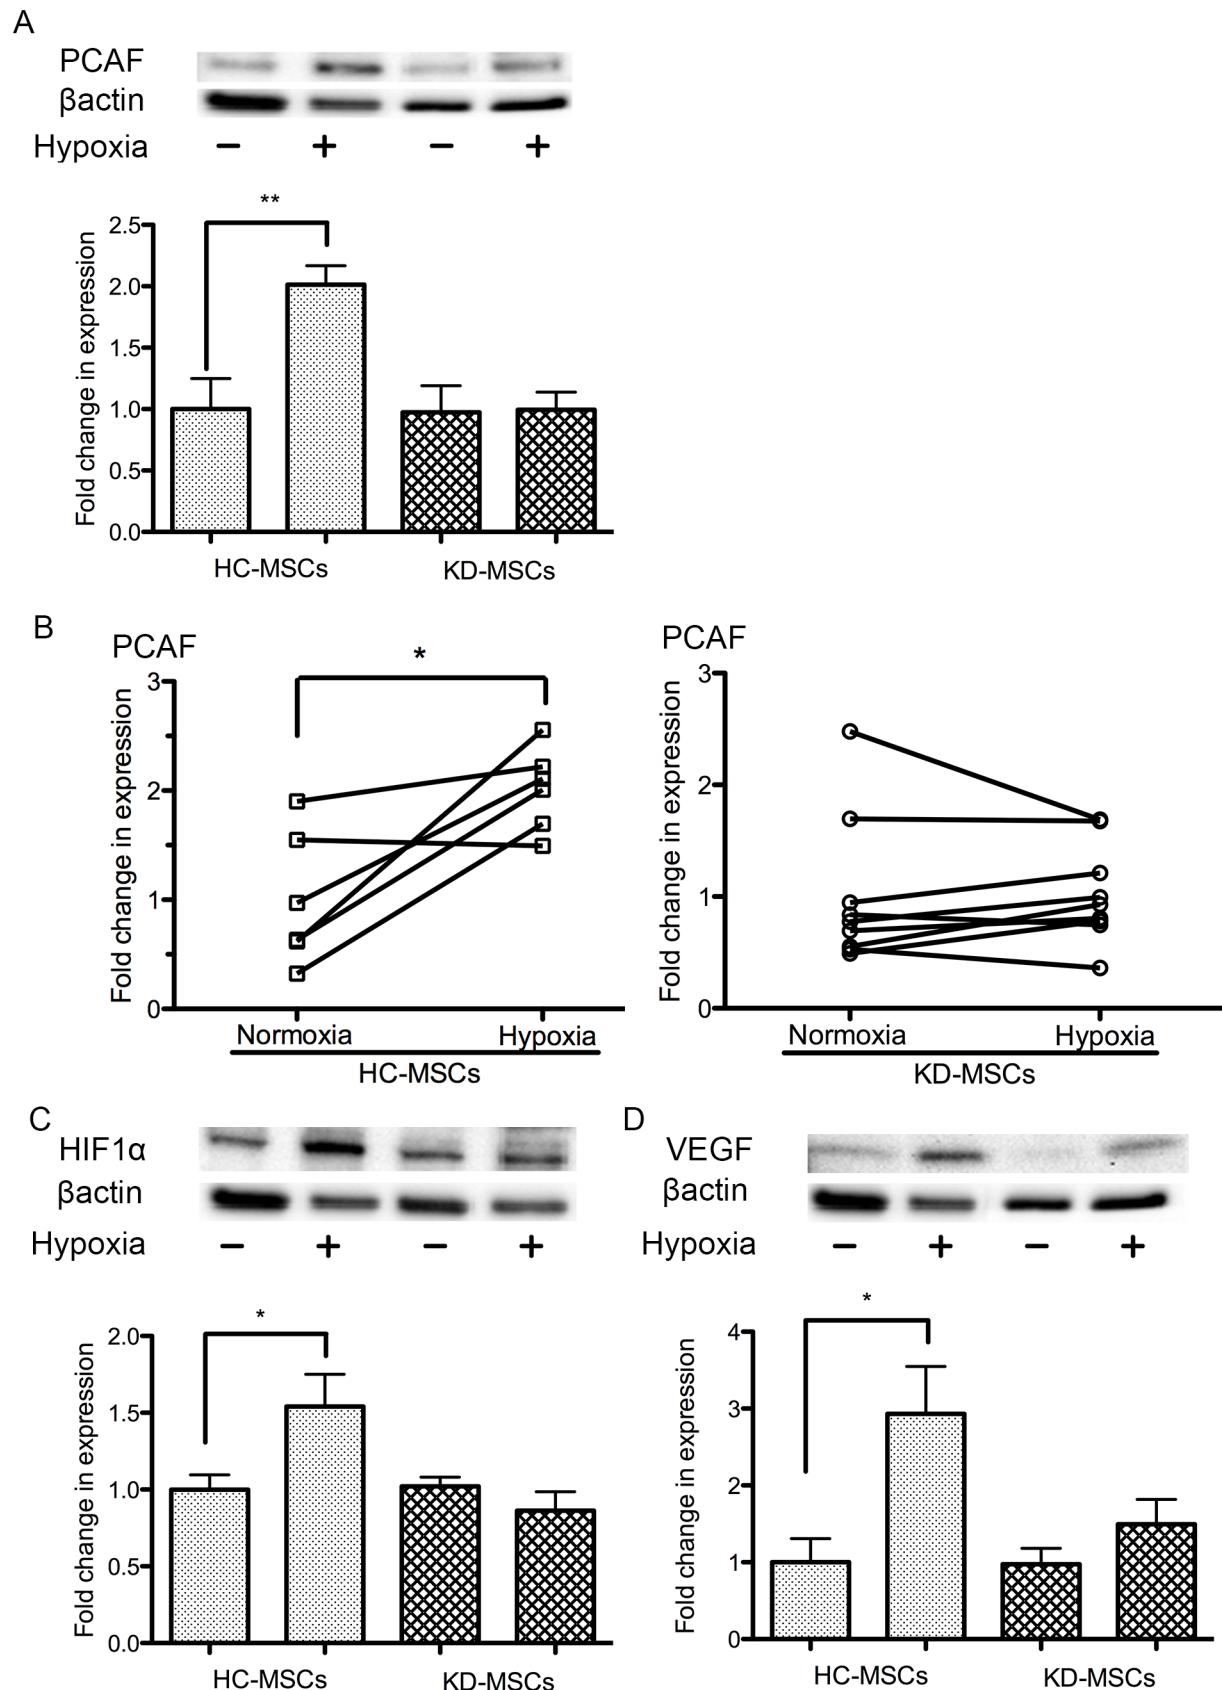 A
PCAF
βactin
Hypoxia − + − +
**
Fold change in expression
2.5
2.0
1.5
1.0
0.5
0.0
HC-MSCs KD-MSCs
B
PCAF
*
Fold change in expression
3
2
1
0
Normoxia Hypoxia
HC-MSCs
PCAF
Fold change in expression
3
2
1
0
Normoxia Hypoxia
KD-MSCs
C
HIF1α
βactin
Hypoxia − + − +
*
Fold change in expression
2.0
1.5
1.0
0.5
0.0
HC-MSCs KD-MSCs
D
VEGF
βactin
Hypoxia − + − +
*
Fold change in expression
4
3
2
1
0
HC-MSCs KD-MSCs